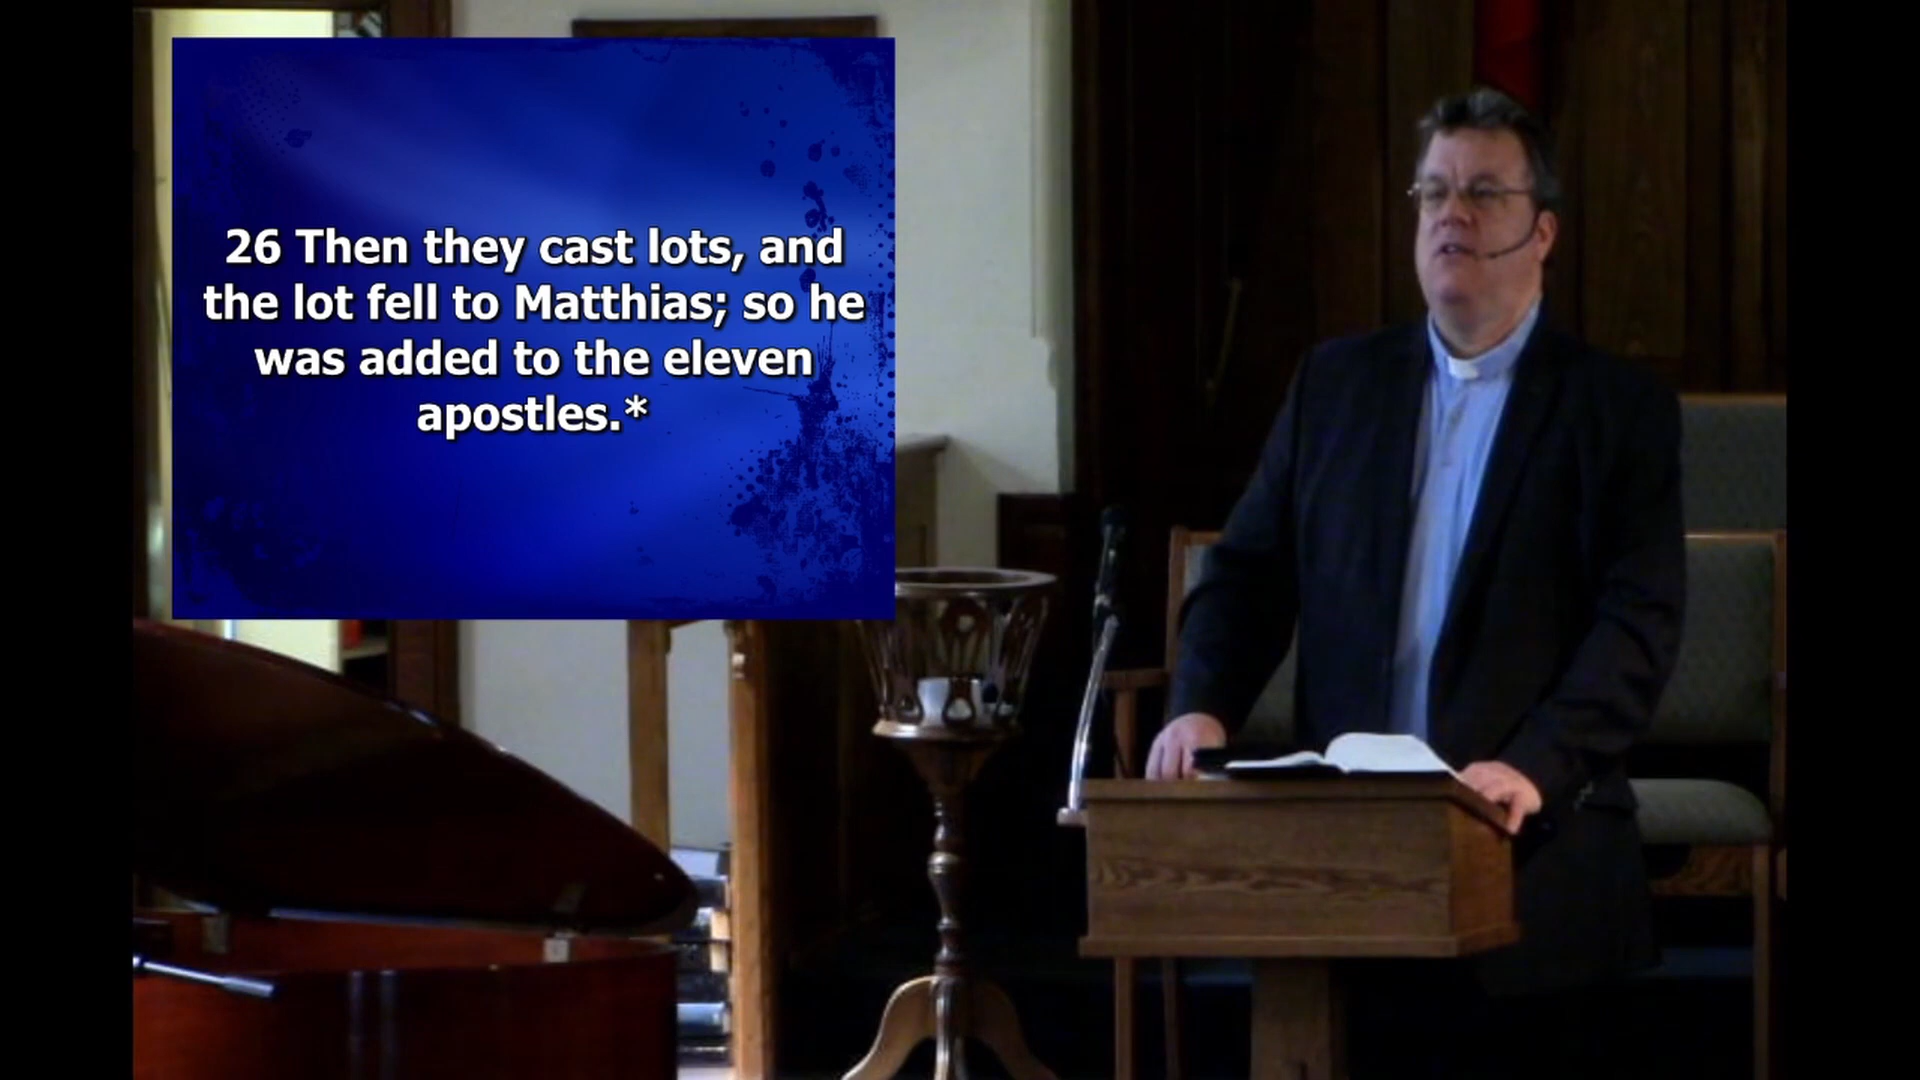 26 Then they cast lots, and
the lot fell to Matthias; so he
was added to the eleven
apostles.*